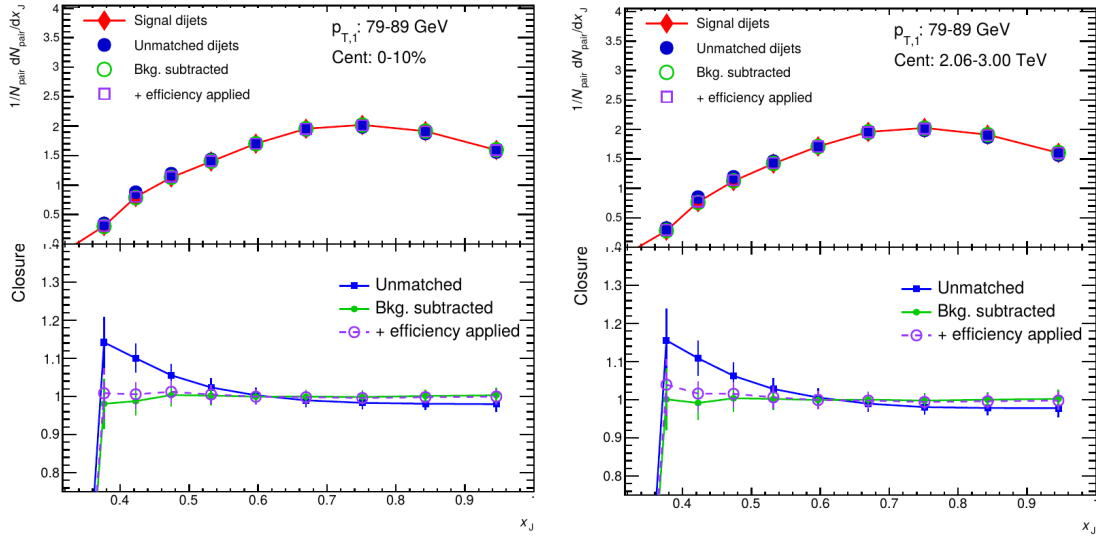 1/N_pair dN_pair/dx_J
4
3.5
3
2.5
2
1.5
1
0.5
0
Signal dijets
Unmatched dijets
Bkg. subtracted
+ efficiency applied
p_T,1: 79-89 GeV
Cent: 0-10%
Closure
1.3
1.2
1.1
1
0.9
0.8
Unmatched
Bkg. subtracted
+ efficiency applied
0.4 0.5 0.6 0.7 0.8 0.9 1
x_J
1/N_pair dN_pair/dx_J
4
3.5
3
2.5
2
1.5
1
0.5
0
Signal dijets
Unmatched dijets
Bkg. subtracted
+ efficiency applied
p_T,1: 79-89 GeV
Cent: 2.06-3.00 TeV
Closure
1.3
1.2
1.1
1
0.9
0.8
Unmatched
Bkg. subtracted
+ efficiency applied
0.4 0.5 0.6 0.7 0.8 0.9 1
x_J